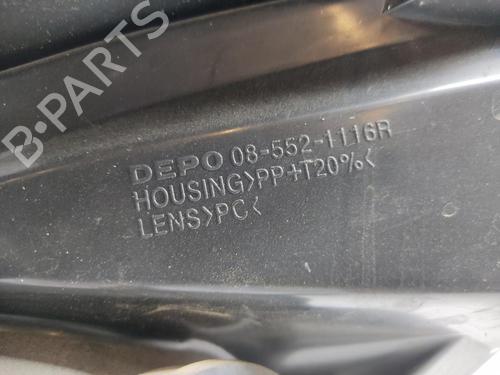 DEPO 08-552-1116R
HOUSING>PP+T20%<
LENS>PC<
B-PARTS